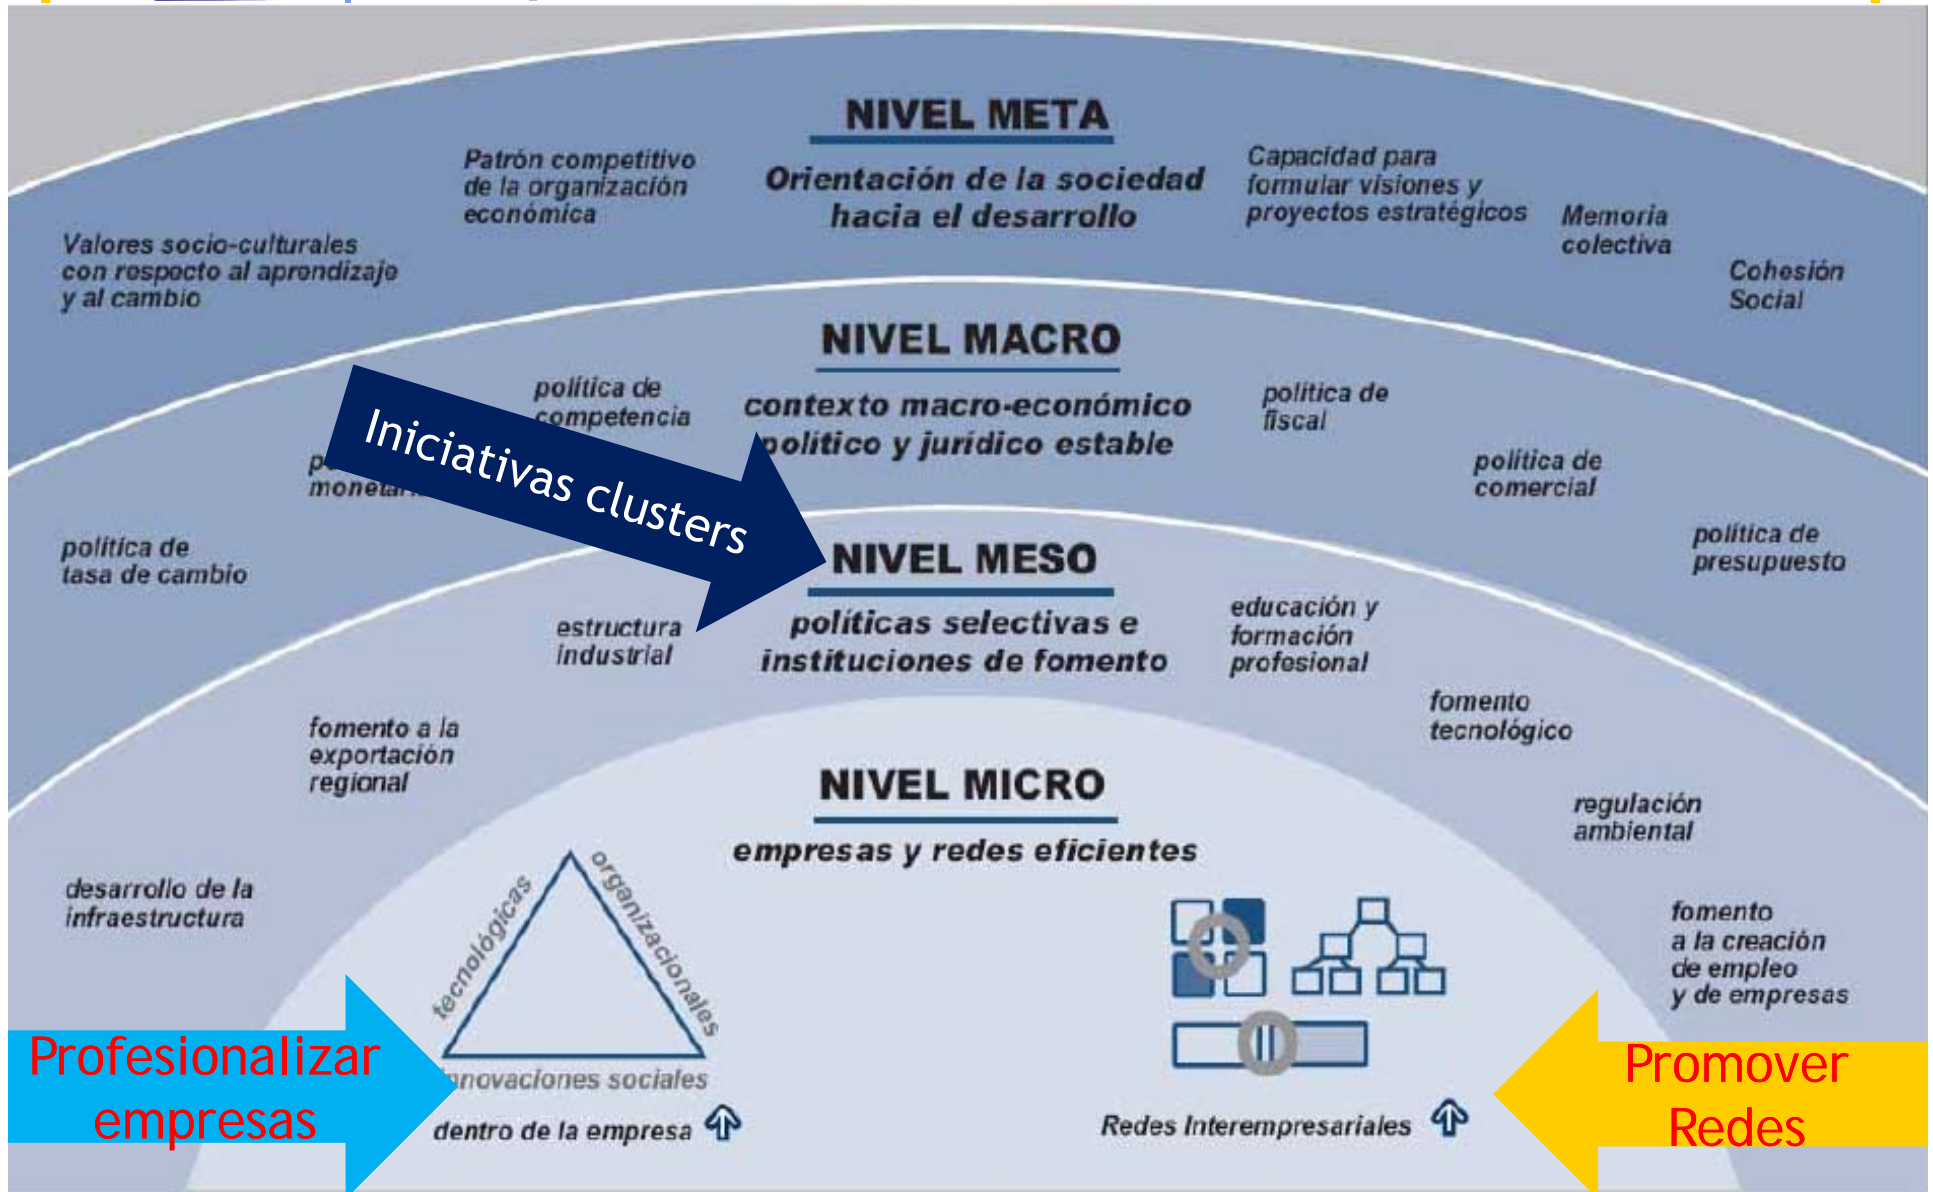 NIVEL META
Orientación de la sociedad
hacia el desarrollo
Valores socio-culturales
con respecto al aprendizaje
y al cambio
Patrón competitivo
de la organización
económica
Capacidad para
formular visiones y
proyectos estratégicos
Memoria
colectiva
Cohesión
Social
NIVEL MACRO
contexto macro-económico
político y jurídico estable
política de
tasa de cambio
política de
competencia
política de
fiscal
política de
comercial
política de
presupuesto
Iniciativas clusters
NIVEL MESO
políticas selectivas e
instituciones de fomento
desarrollo de la
infraestructura
fomento a la
exportación
regional
estructura
industrial
educación y
formación
profesional
fomento
tecnológico
regulación
ambiental
fomento
a la creación
de empleo
y de empresas
NIVEL MICRO
empresas y redes eficientes
tecnológicas
organizacionales
sociales
dentro de la empresa
Redes Interempresariales
Profesionalizar
empresas
Promover
Redes